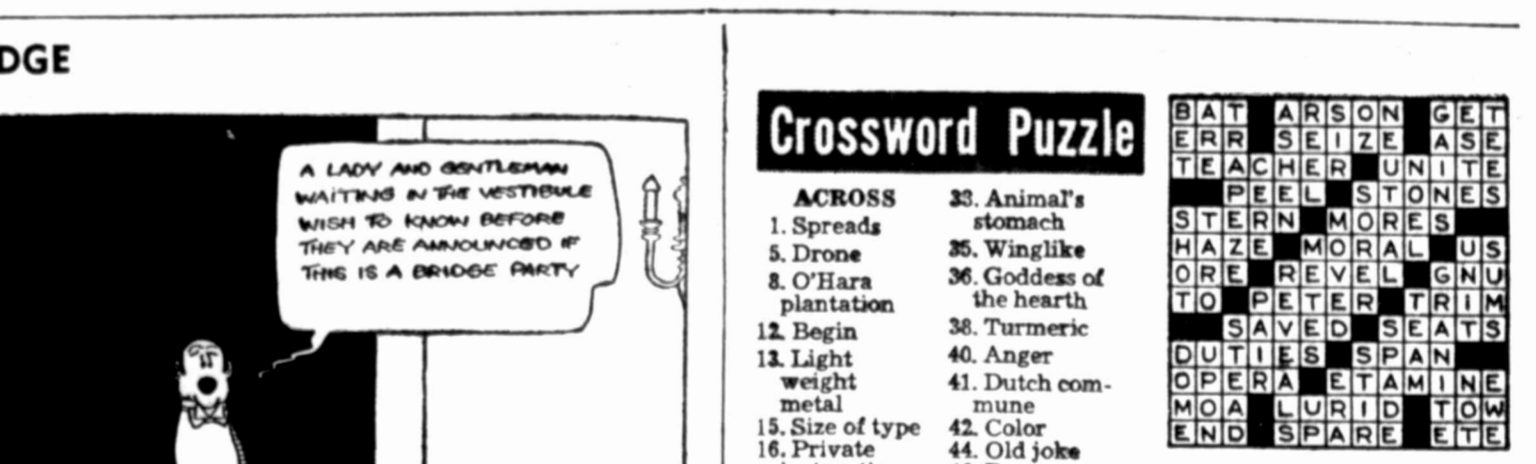 DGE
A LADY AND GENTLEMAN
WAITING IN THE VESTIBULE
WISH TO KNOW BEFORE
THEY ARE ANNOUNCED IF
THIS IS A BRIDGE PARTY
Crossword Puzzle
ACROSS
1. Spreads
5. Drone
8. O'Hara
plantation
12. Begin
13. Light
weight
metal
15. Size of type
16. Private
33. Animal's
stomach
35. Winglike
36. Goddess of
the hearth
38. Turmeric
40. Anger
41. Dutch com-
mune
42. Color
44. Old joke
BAT ARSON GET
ERR SEIZE ASE
TEACHER UNITE
PEEL STONES
STERN MORES
HAZE MORAL US
ORE REVEL GNU
TO PETER TRIM
SAVED SEATS
DUTIES SPAN
OPERA ETAMINE
MOA LURID TOW
END SPARE ETE